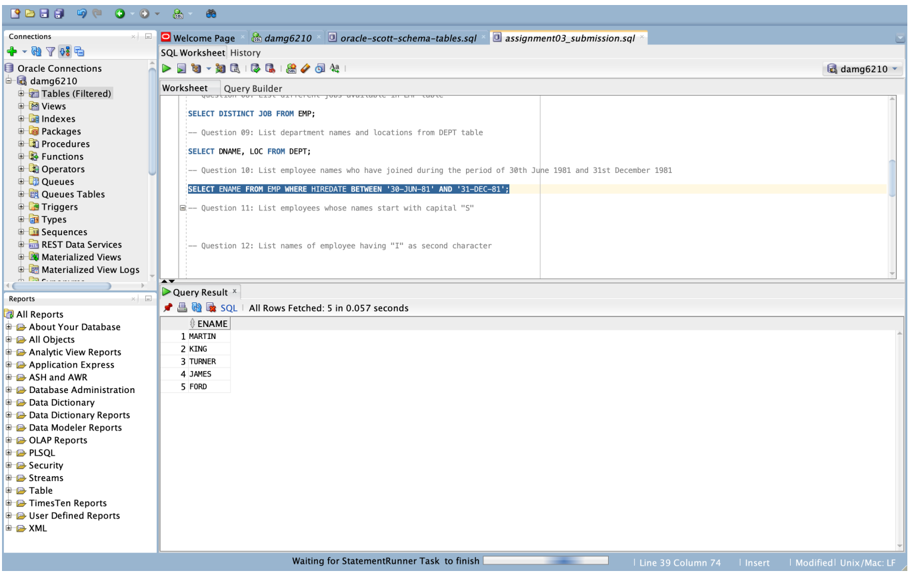 Connections
Oracle Connections
damg6210
Tables (Filtered)
Views
Indexes
Packages
Procedures
Functions
Operators
Queues
Queues Tables
Triggers
Types
Sequences
REST Data Services
Materialized Views
Materialized View Logs
Reports
All Reports
About Your Database
All Objects
Analytic View Reports
Application Express
ASH and AWR
Database Administration
Data Dictionary
Data Dictionary Reports
Data Modeler Reports
OLAP Reports
PLSQL
Security
Streams
Table
TimesTen Reports
User Defined Reports
XML
Welcome Page
damg6210
oracle-scott-schema-tables.sql
assignment03_submission.sql
SQL Worksheet History
damg6210
Worksheet Query Builder
SELECT DISTINCT JOB FROM EMP;
-- Question 09: List department names and locations from DEPT table
SELECT DNAME, LOC FROM DEPT;
-- Question 10: List employee names who have joined during the period of 30th June 1981 and 31st December 1981
SELECT ENAME FROM EMP WHERE HIREDATE BETWEEN '30-JUN-81' AND '31-DEC-81';
-- Question 11: List employees whose names start with capital "S"
-- Question 12: List names of employee having "I" as second character
Query Result
SQL All Rows Fetched: 5 in 0.057 seconds
ENAME
1 MARTIN
2 KING
3 TURNER
4 JAMES
5 FORD
Waiting for StatementRunner Task to finish
Line 39 Column 74
Insert
Modified
Unix/Mac: LF